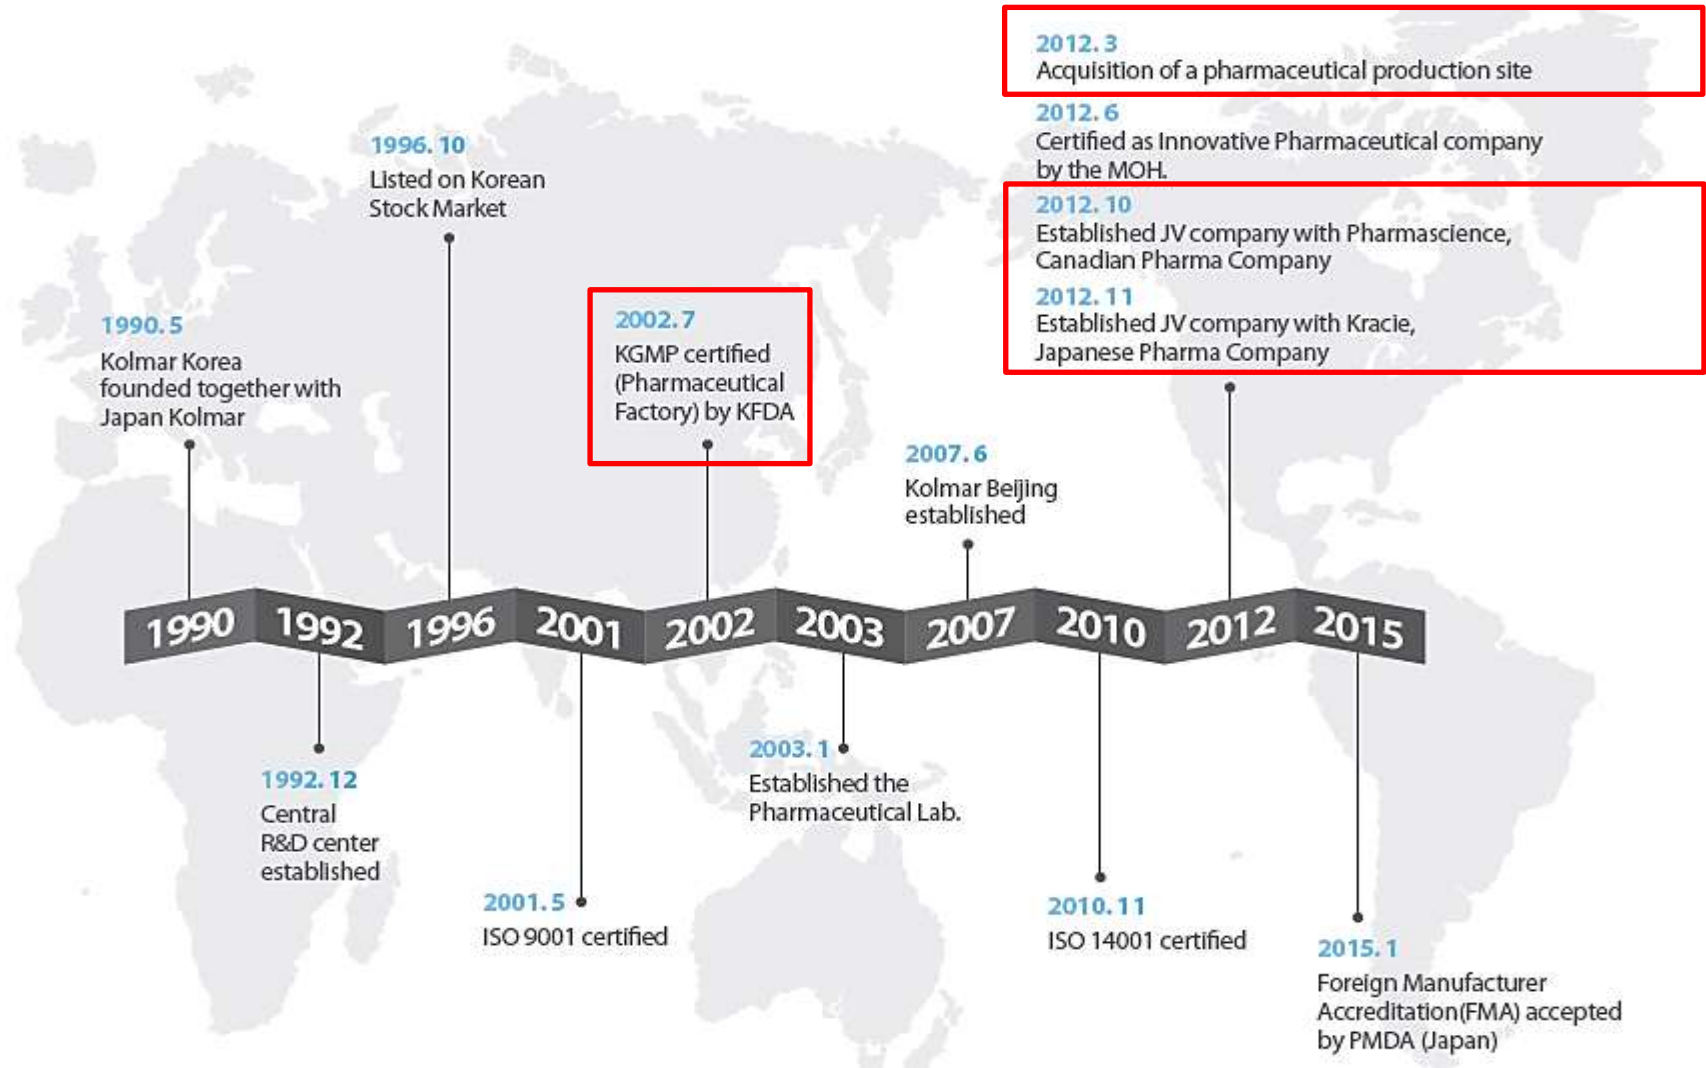 2012. 3
Acquisition of a pharmaceutical production site
2012. 6
Certified as Innovative Pharmaceutical company
by the MOH.
2012. 10
Established JV company with Pharmascience,
Canadian Pharma Company
2012. 11
Established JV company with Kracie,
Japanese Pharma Company
1996. 10
Listed on Korean
Stock Market
1990. 5
Kolmar Korea
founded together with
Japan Kolmar
2002. 7
KGMP certified
(Pharmaceutical
Factory) by KFDA
2007. 6
Kolmar Beijing
established
1990 1992 1996 2001 2002 2003 2007 2010 2012 2015
1992. 12
Central
R&D center
established
2001. 5
ISO 9001 certified
2003. 1
Established the
Pharmaceutical Lab.
2010. 11
ISO 14001 certified
2015. 1
Foreign Manufacturer
Accreditation(FMA) accepted
by PMDA (Japan)